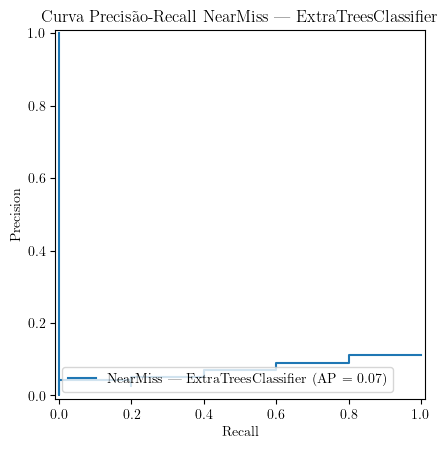 Curva Precisão-Recall NearMiss — ExtraTreesClassifier
1.0
0.8
0.6
0.4
0.2
0.0
Precision
NearMiss — ExtraTreesClassifier (AP = 0.07)
0.0 0.2 0.4 0.6 0.8 1.0
Recall